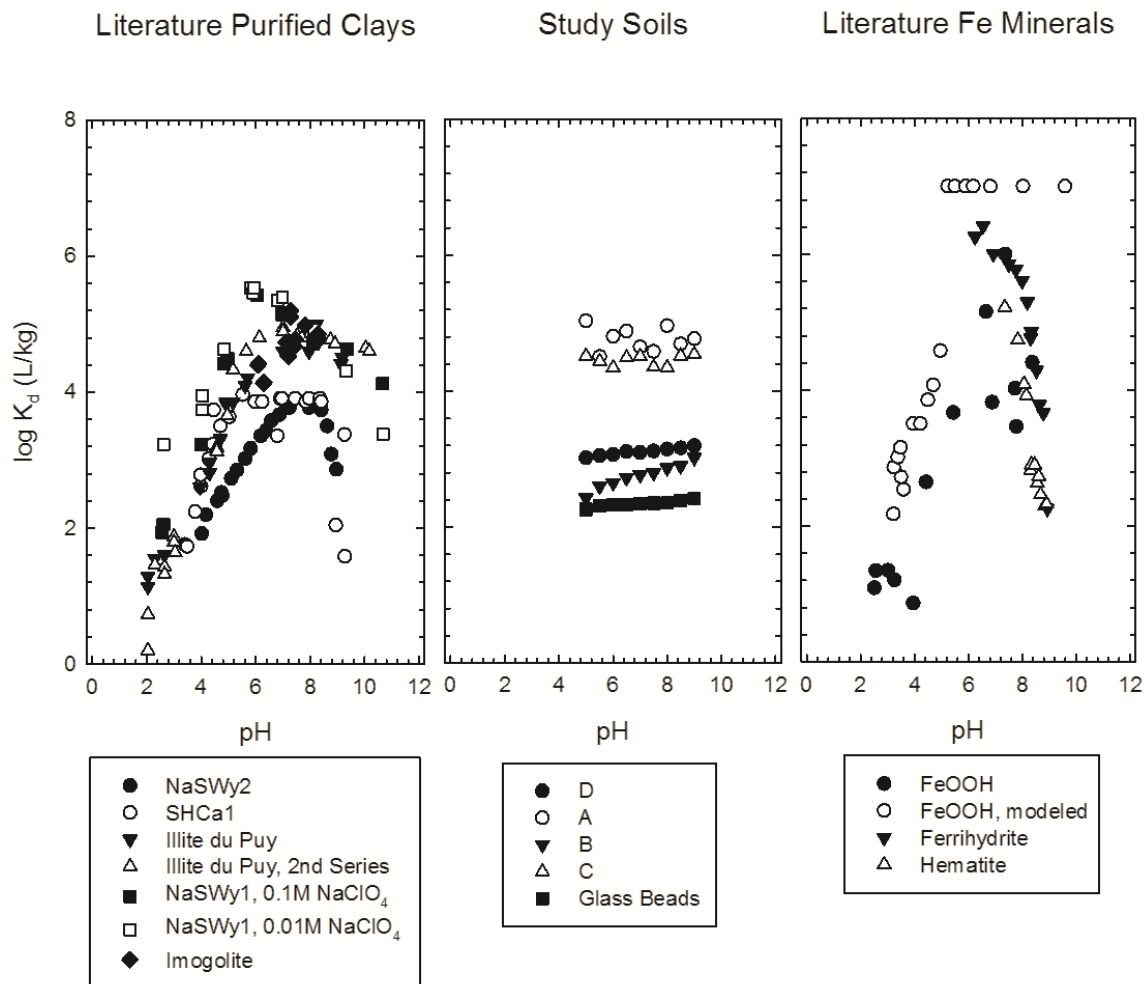 Literature Purified Clays
Study Soils
Literature Fe Minerals
log K_d (L/kg)
8
6
4
2
0
0 2 4 6 8 10 12
0 2 4 6 8 10 12
0 2 4 6 8 10 12
pH
pH
pH
NaSWy2
SHCa1
Illite du Puy
Illite du Puy, 2nd Series
NaSWy1, 0.1M NaClO4
NaSWy1, 0.01M NaClO4
Imogolite
D
A
B
C
Glass Beads
FeOOH
FeOOH, modeled
Ferrihydrite
Hematite